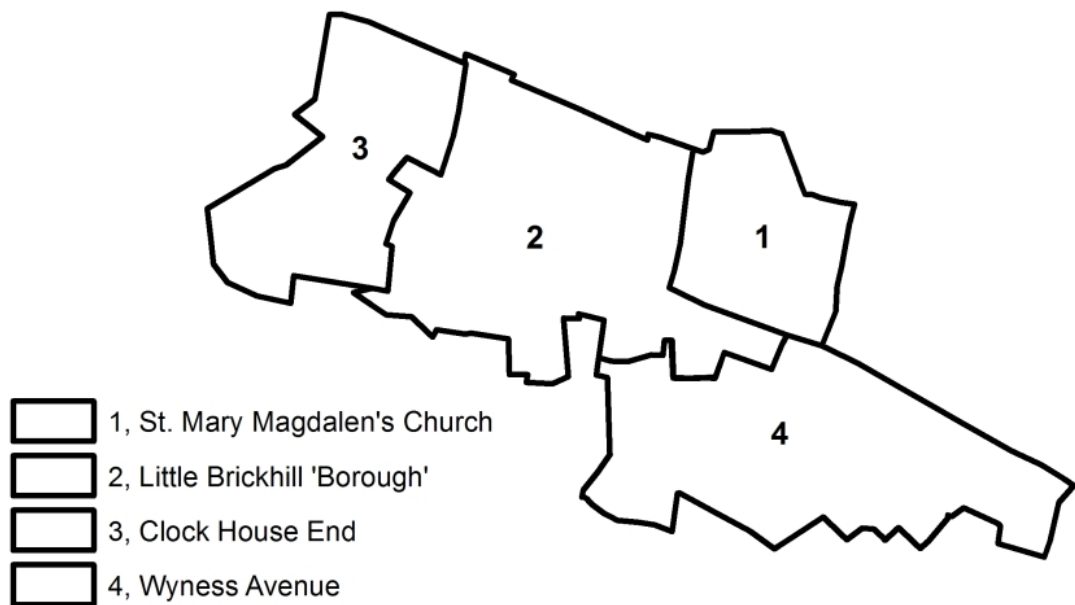 3
2
1
4
1, St. Mary Magdalen's Church
2, Little Brickhill 'Borough'
3, Clock House End
4, Wyness Avenue